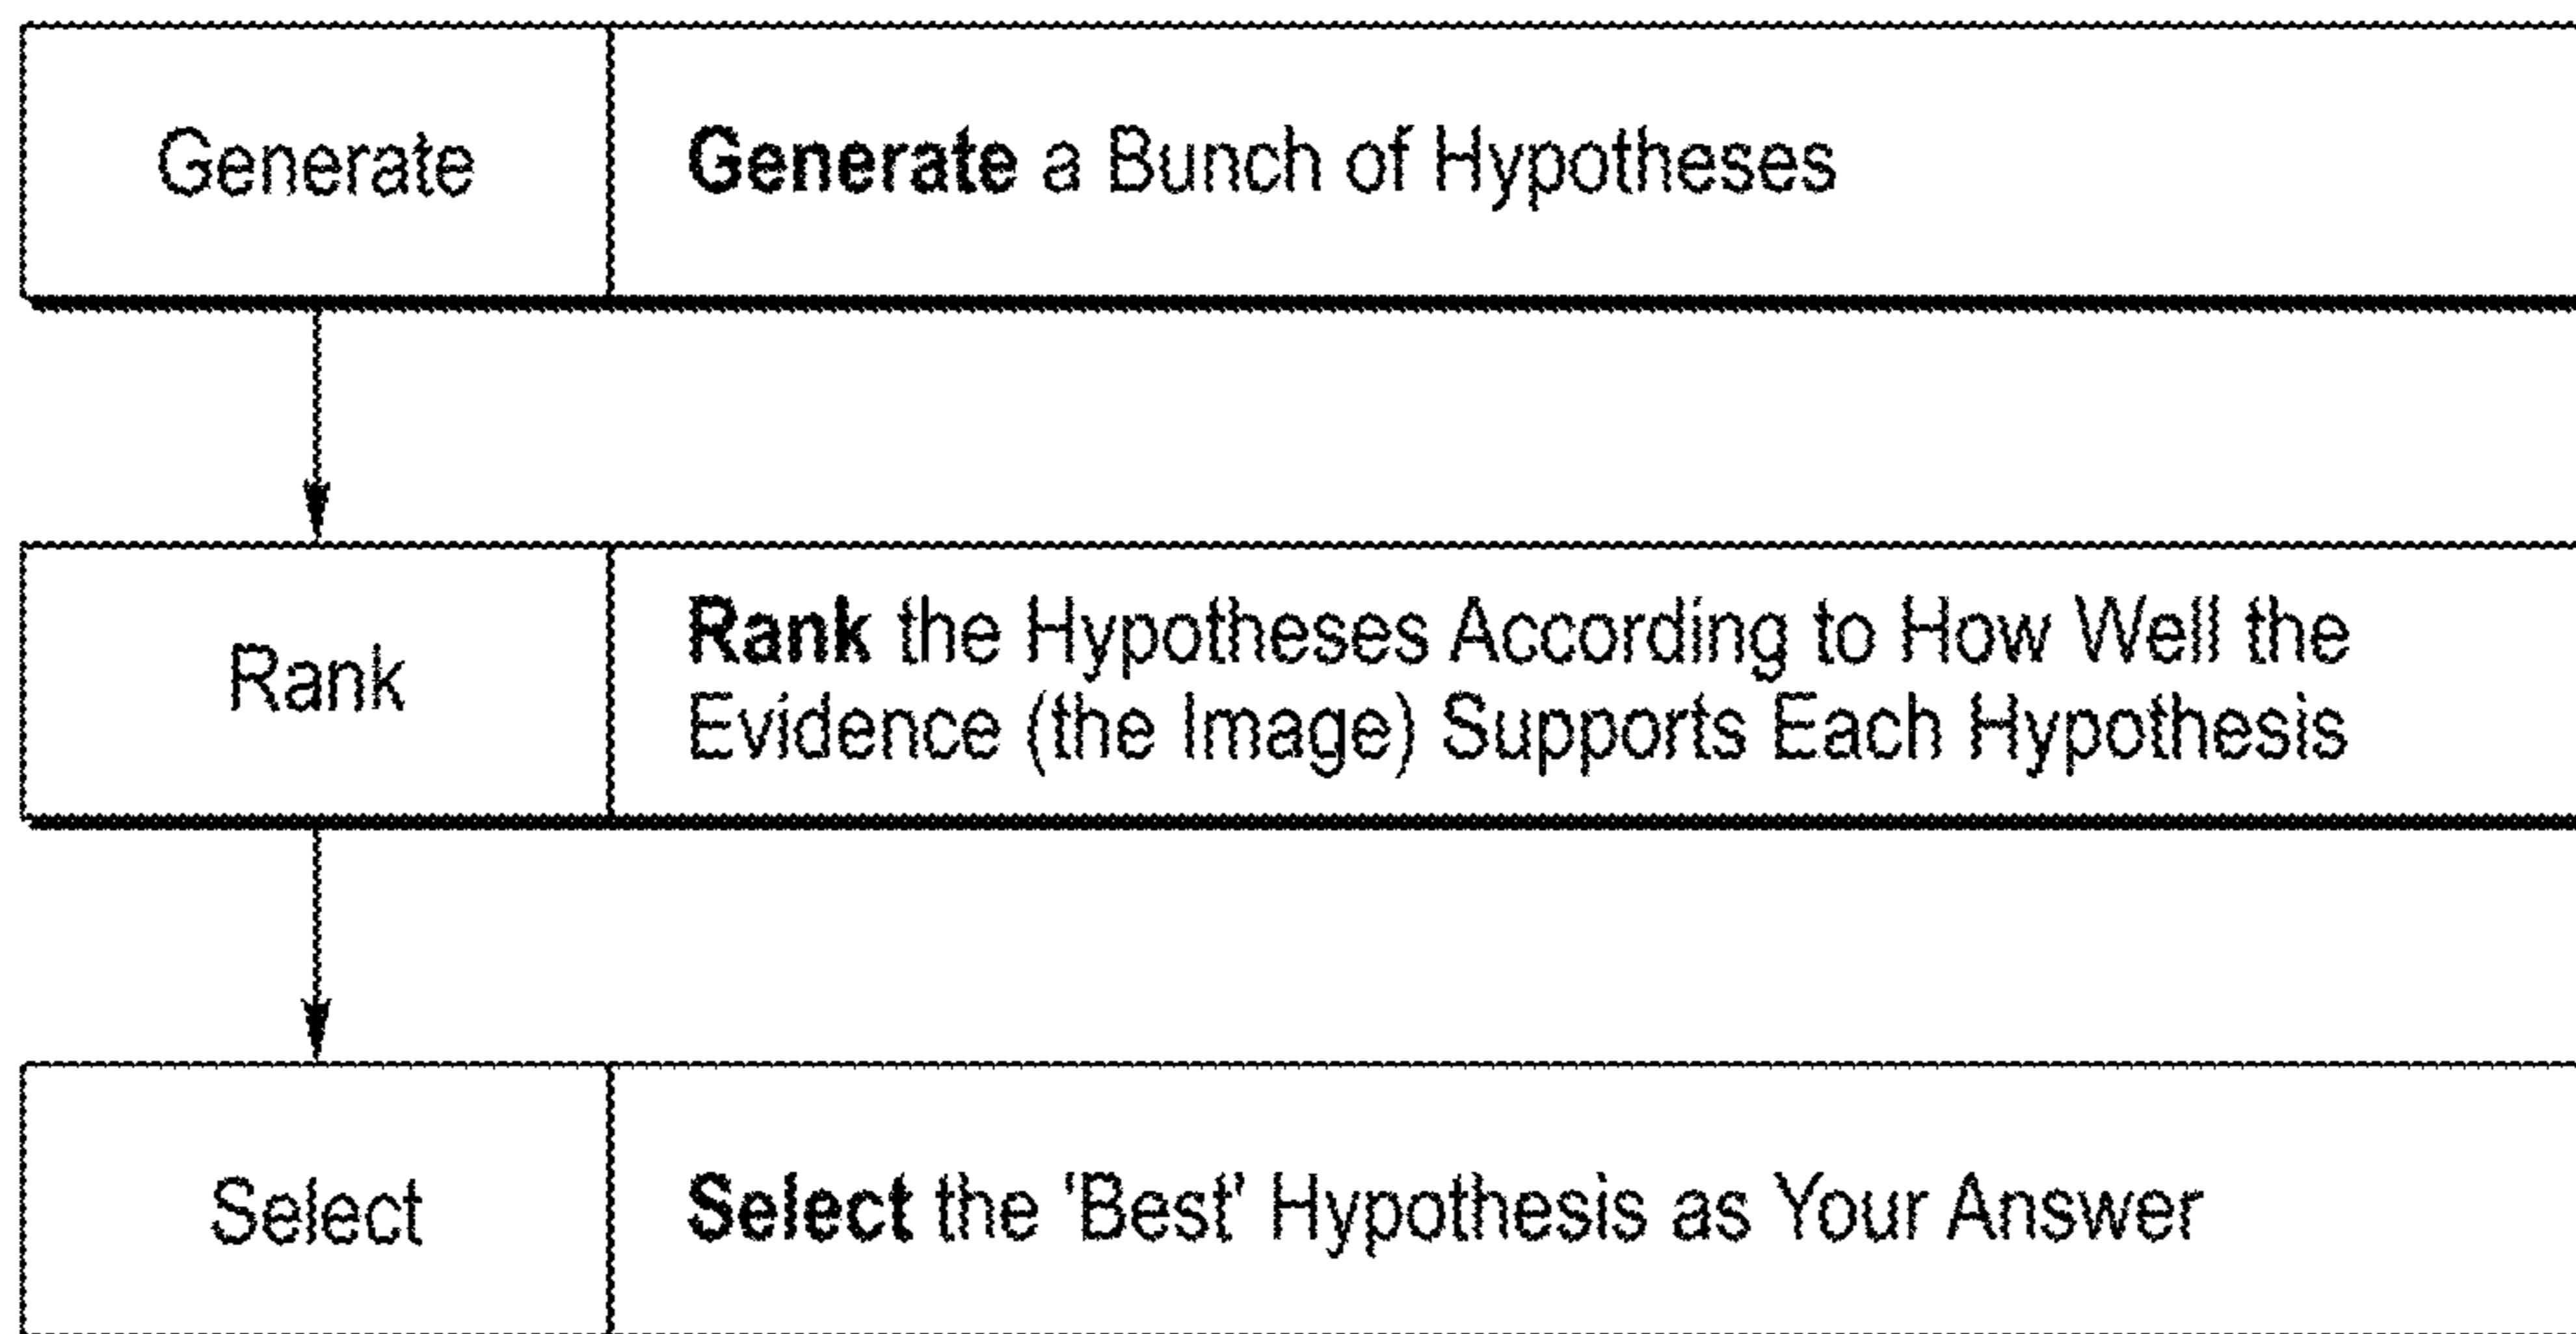 Generate
Generate a Bunch of Hypotheses
Rank
Rank the Hypotheses According to How Well the
Evidence (the Image) Supports Each Hypothesis
Select
Select the 'Best' Hypothesis as Your Answer